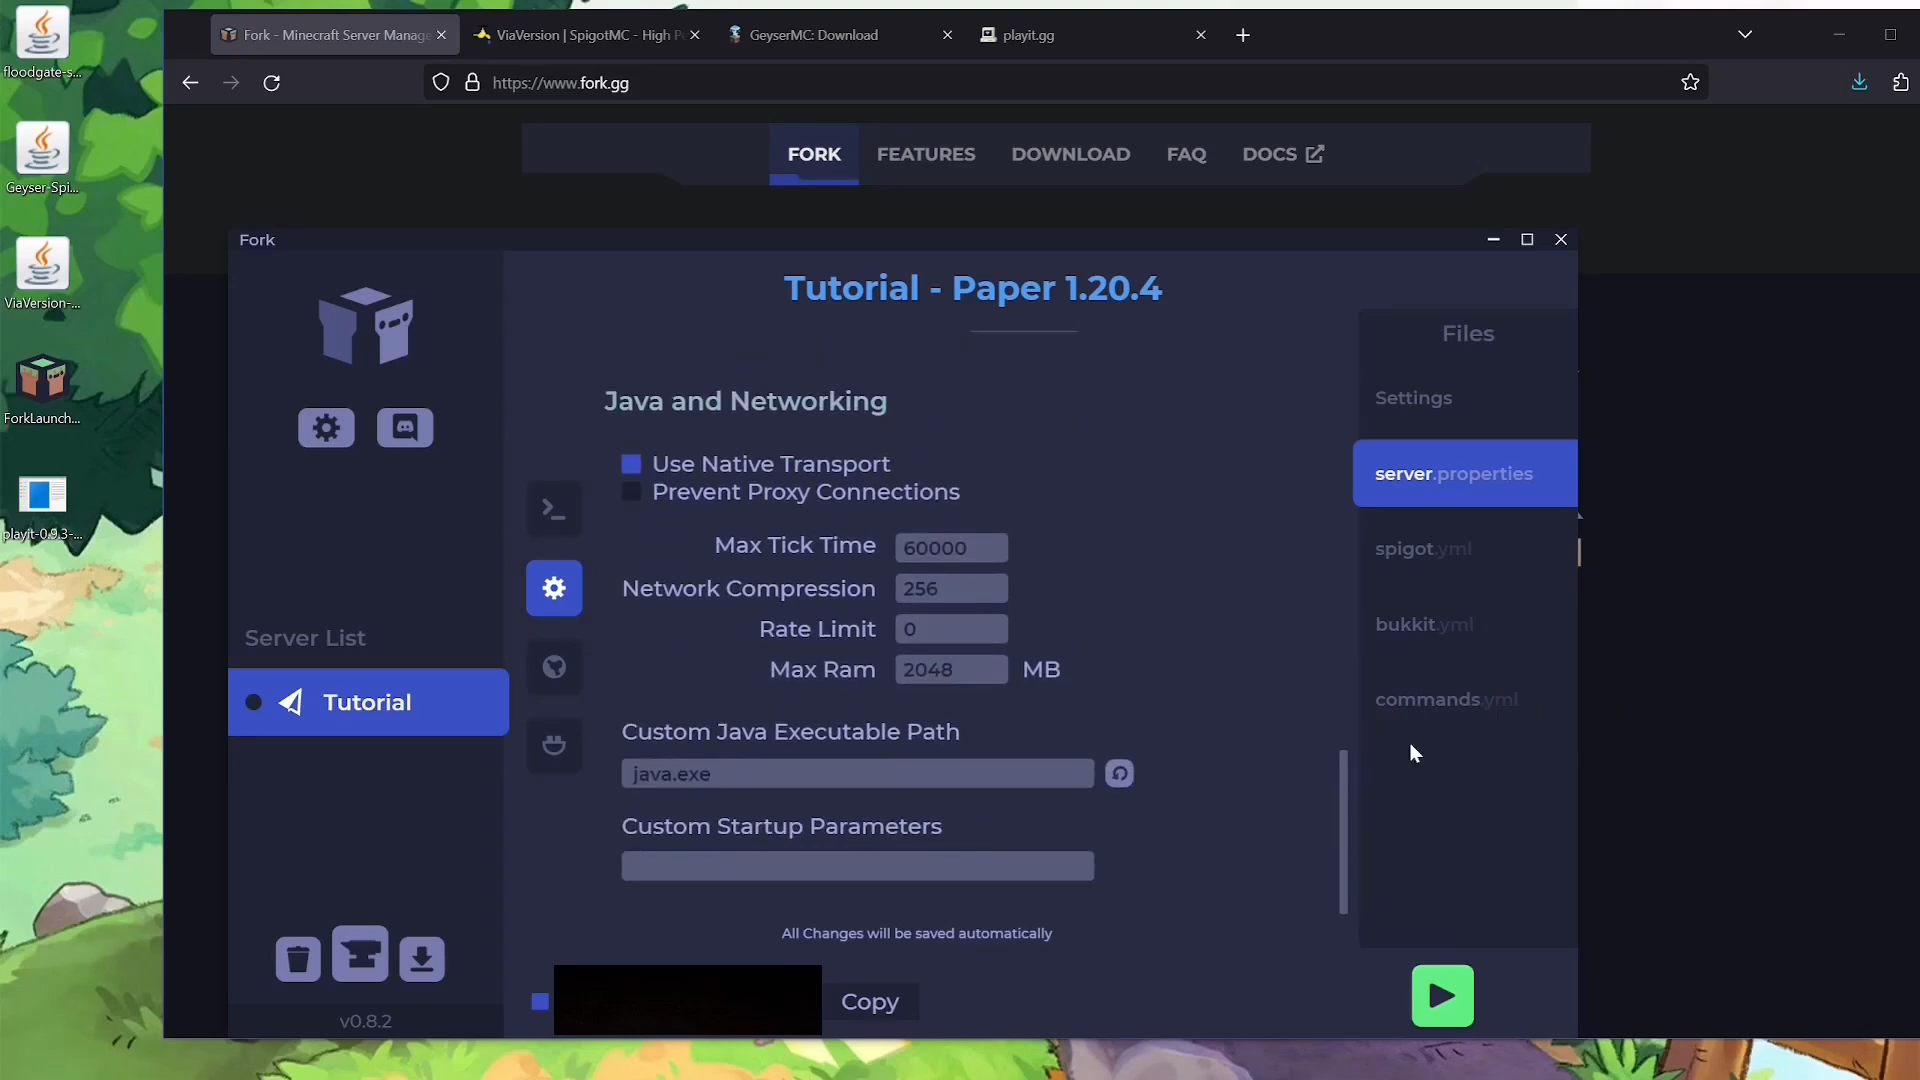 floodgate-s...
Geyser-Spi...
ViaVersion-...
ForkLaunch...
playit-0.9.3-...
Fork - Minecraft Server Manage
ViaVersion | SpigotMC - High P
GeyserMC: Download
playit.gg
https://www.fork.gg
FORK
FEATURES
DOWNLOAD
FAQ
DOCS
Fork
Tutorial - Paper 1.20.4
Server List
Tutorial
v0.8.2
Java and Networking
Use Native Transport
Prevent Proxy Connections
Max Tick Time 60000
Network Compression 256
Rate Limit 0
Max Ram 2048 MB
Custom Java Executable Path
java.exe
Custom Startup Parameters
All Changes will be saved automatically
Copy
Files
Settings
server.properties
spigot.yml
bukkit.yml
commands.yml